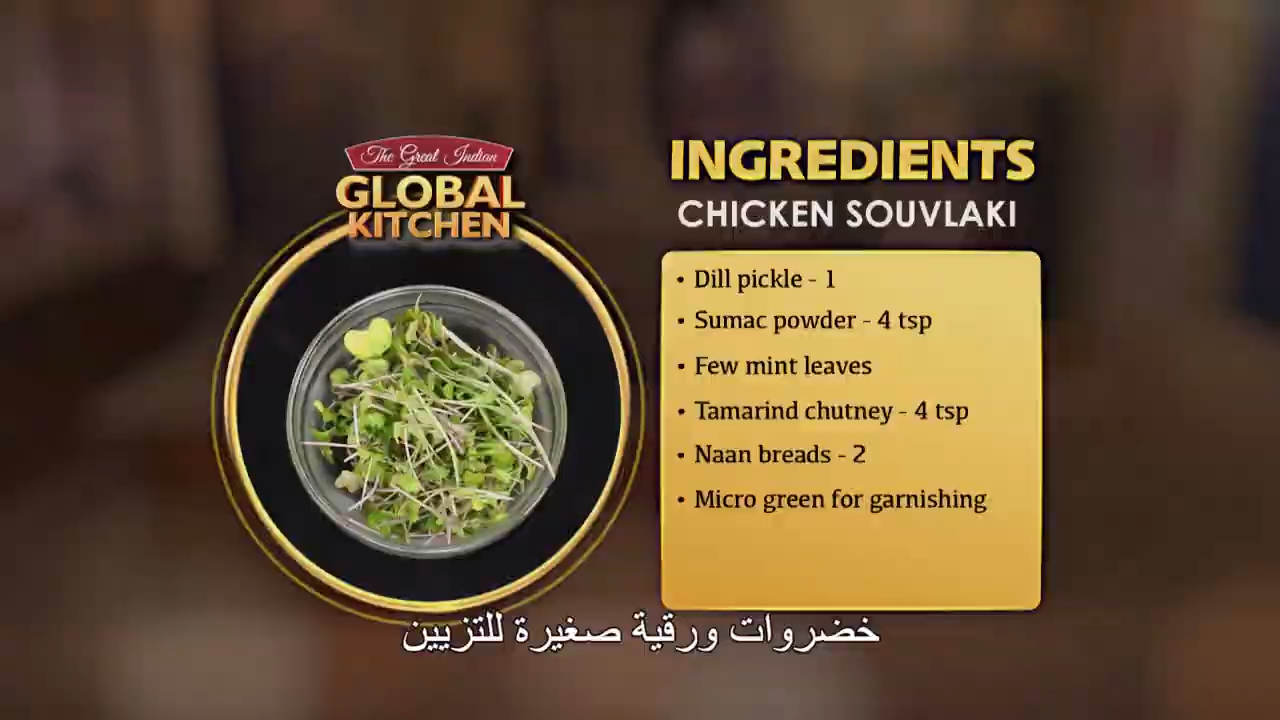 The Great Indian
GLOBAL
KITCHEN
INGREDIENTS
CHICKEN SOUVLAKI
• Dill pickle - 1
• Sumac powder - 4 tsp
• Few mint leaves
• Tamarind chutney - 4 tsp
• Naan breads - 2
• Micro green for garnishing
خضروات ورقية صغيرة للتزيين